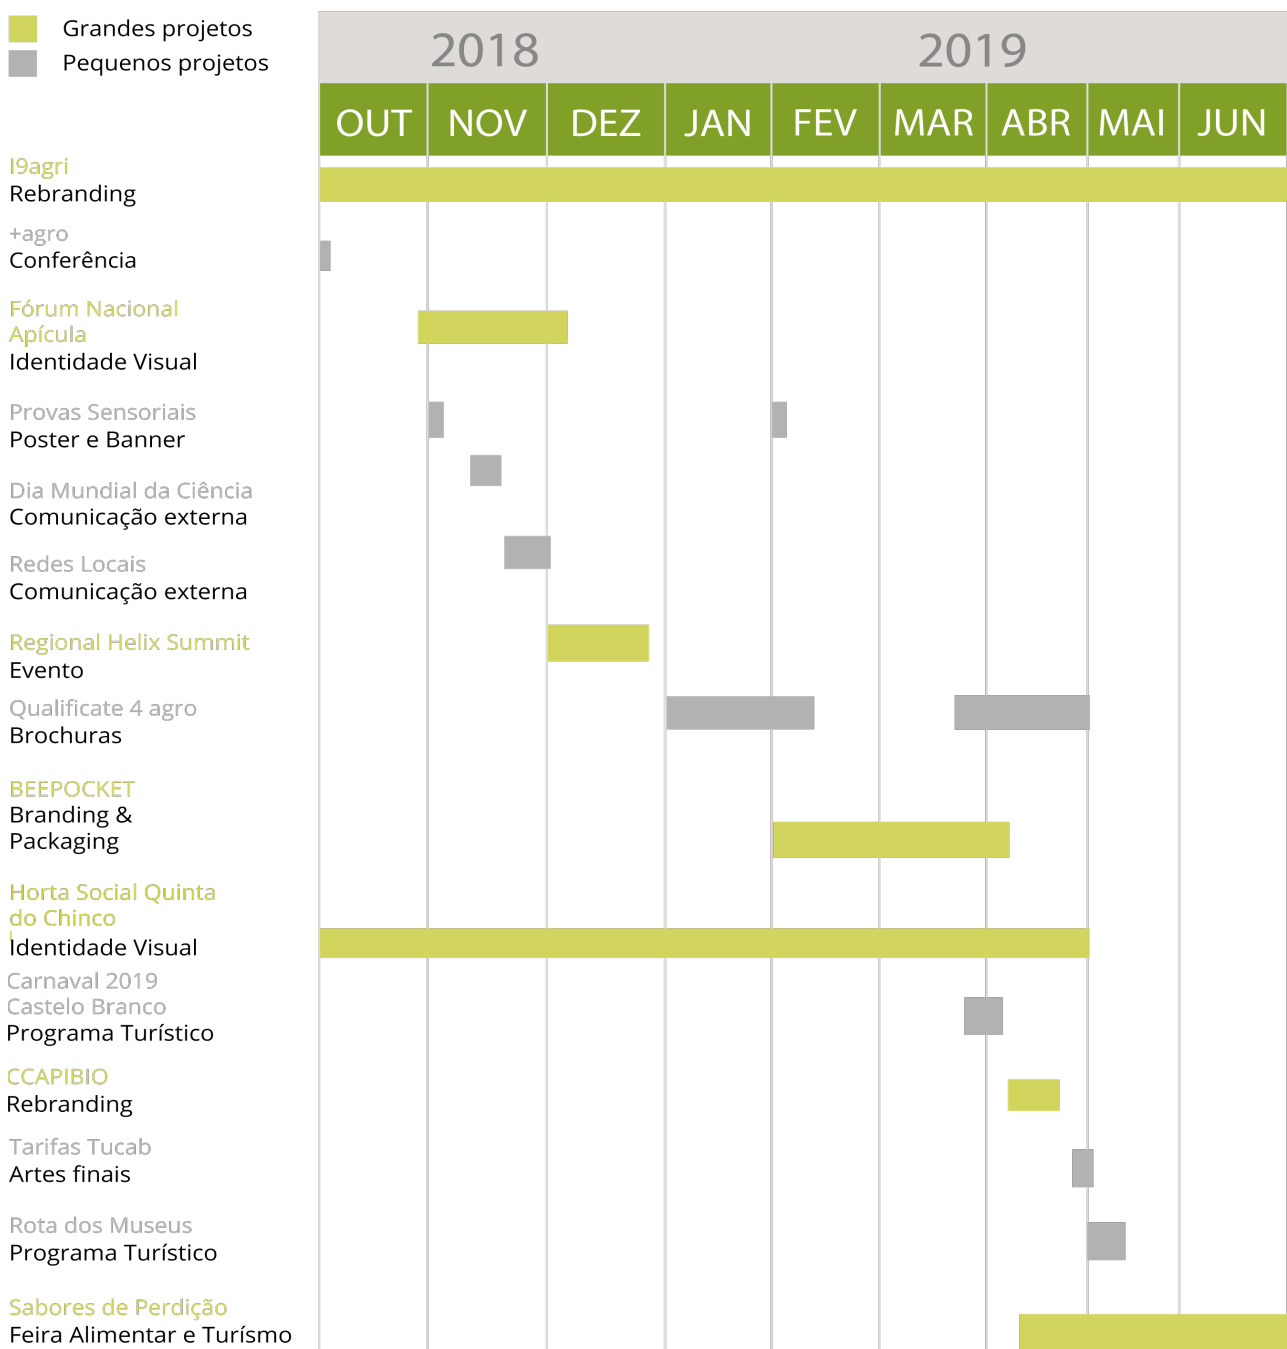 Grandes projetos
Pequenos projetos
2018 2019
OUT NOV DEZ JAN FEV MAR ABR MAI JUN
I9agri
Rebranding
+agro
Conferência
Fórum Nacional
Apícula
Identidade Visual
Provas Sensoriais
Poster e Banner
Dia Mundial da Ciência
Comunicação externa
Redes Locais
Comunicação externa
Regional Helix Summit
Evento
Qualificate 4 agro
Brochuras
BEEPOCKET
Branding &
Packaging
Horta Social Quinta
do Chinco
Identidade Visual
Carnaval 2019
Castelo Branco
Programa Turístico
CCAPIBIO
Rebranding
Tarifas Tucab
Artes finais
Rota dos Museus
Programa Turístico
Sabores de Perdição
Feira Alimentar e Turísmo